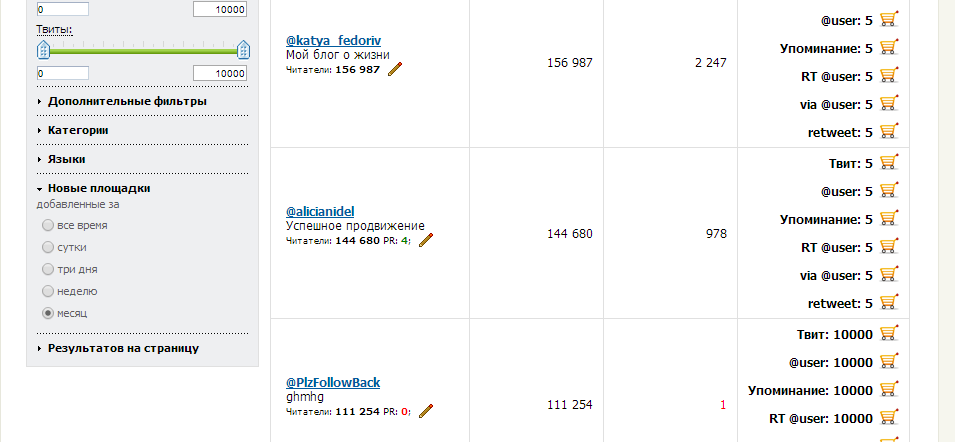 0 10000
Твиты:
0 10000
Дополнительные фильтры
Категории
Языки
Новые площадки
добавленные за
все время
сутки
три дня
неделю
месяц
Результатов на страницу
@user: 5
@katya_fedoriv
Мой блог о жизни
Читатели: 156 987
156 987
2 247
Упоминание: 5
RT @user: 5
via @user: 5
retweet: 5
Твит: 5
@user: 5
@alicianidel
Успешное продвижение
Читатели: 144 680 PR: 4;
144 680
978
Упоминание: 5
RT @user: 5
via @user: 5
retweet: 5
Твит: 10000
@user: 10000
@PlzFollowBack
ghmhg
Читатели: 111 254 PR: 0;
111 254
1
Упоминание: 10000
RT @user: 10000